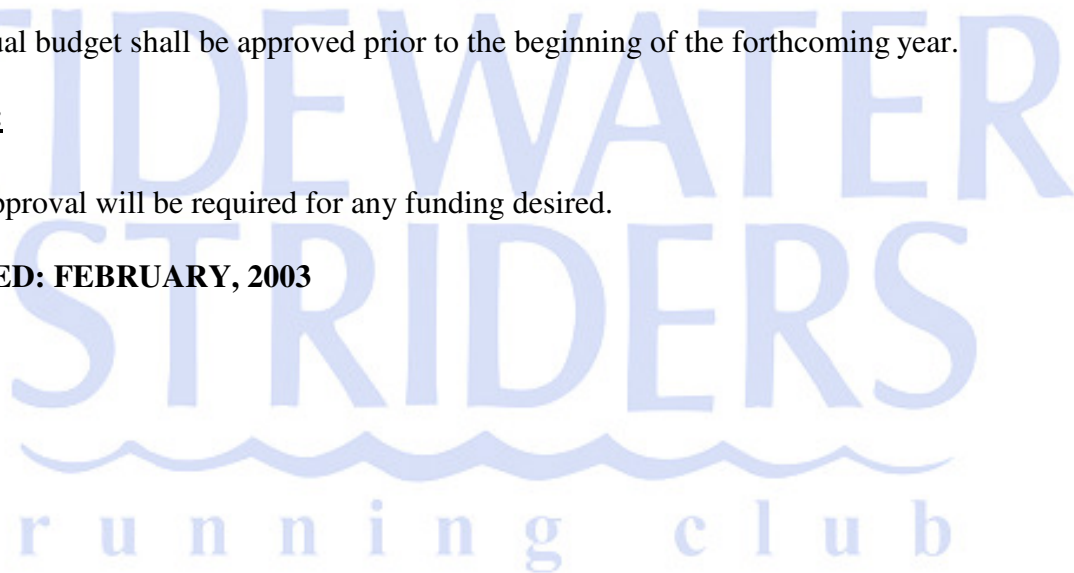 ual budget shall be approved prior to the beginning of the forthcoming year.
:
pproval will be required for any funding desired.
ED: FEBRUARY, 2003
TIDEWATER
STRIDERS
running club